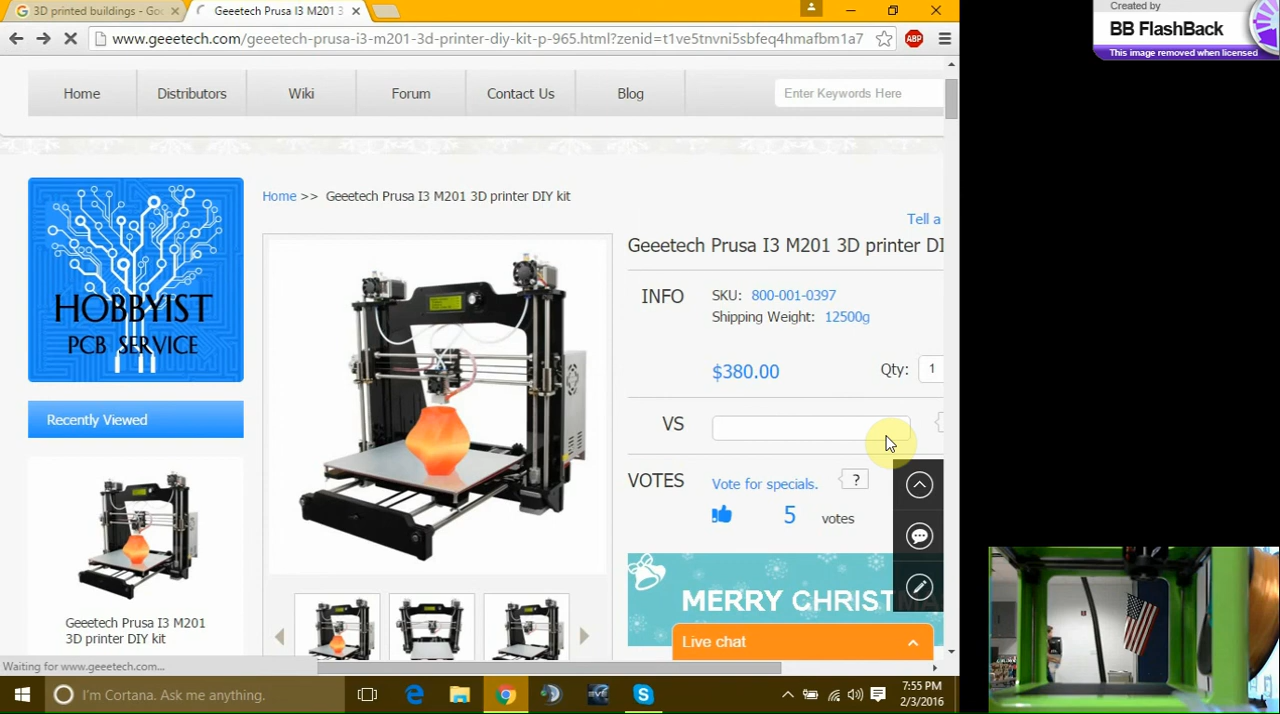 3D printed buildings - Go
Geeetech Prusa I3 M201 3
Created by
BB FlashBack
This image removed when licensed
www.geeetech.com/geeetech-prusa-i3-m201-3d-printer-diy-kit-p-965.html?zenid=t1ve5tnvni5sbfeq4hmafbm1a7
ABP
Home
Distributors
Wiki
Forum
Contact Us
Blog
Enter Keywords Here
Home >> Geeetech Prusa I3 M201 3D printer DIY kit
Tell a
HOBBYIST
PCB SERVICE
Geeetech Prusa I3 M201 3D printer DI
INFO
SKU: 800-001-0397
Shipping Weight: 12500g
$380.00
Qty: 1
VS
Recently Viewed
VOTES
Vote for specials.
?
5 votes
MERRY CHRIST
Geeetech Prusa I3 M201
3D printer DIY kit
Live chat
Waiting for www.geeetech.com...
I'm Cortana. Ask me anything.
EVE
7:55 PM
2/3/2016